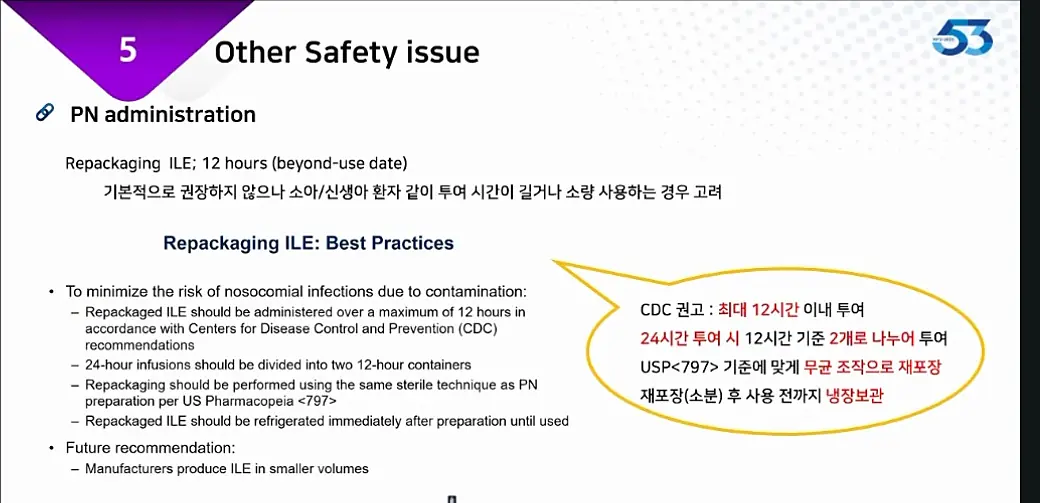 5
Other Safety issue
53
PN administration
Repackaging ILE; 12 hours (beyond-use date)
기본적으로 권장하지 않으나 소아/신생아 환자 같이 투여 시간이 길거나 소량 사용하는 경우 고려
Repackaging ILE: Best Practices
• To minimize the risk of nosocomial infections due to contamination:
– Repackaged ILE should be administered over a maximum of 12 hours in
accordance with Centers for Disease Control and Prevention (CDC)
recommendations
– 24-hour infusions should be divided into two 12-hour containers
– Repackaging should be performed using the same sterile technique as PN
preparation per US Pharmacopeia <797>
– Repackaged ILE should be refrigerated immediately after preparation until used
• Future recommendation:
– Manufacturers produce ILE in smaller volumes
CDC 권고 : 최대 12시간 이내 투여
24시간 투여 시 12시간 기준 2개로 나누어 투여
USP<797> 기준에 맞게 무균 조작으로 재포장
재포장(소분) 후 사용 전까지 냉장보관